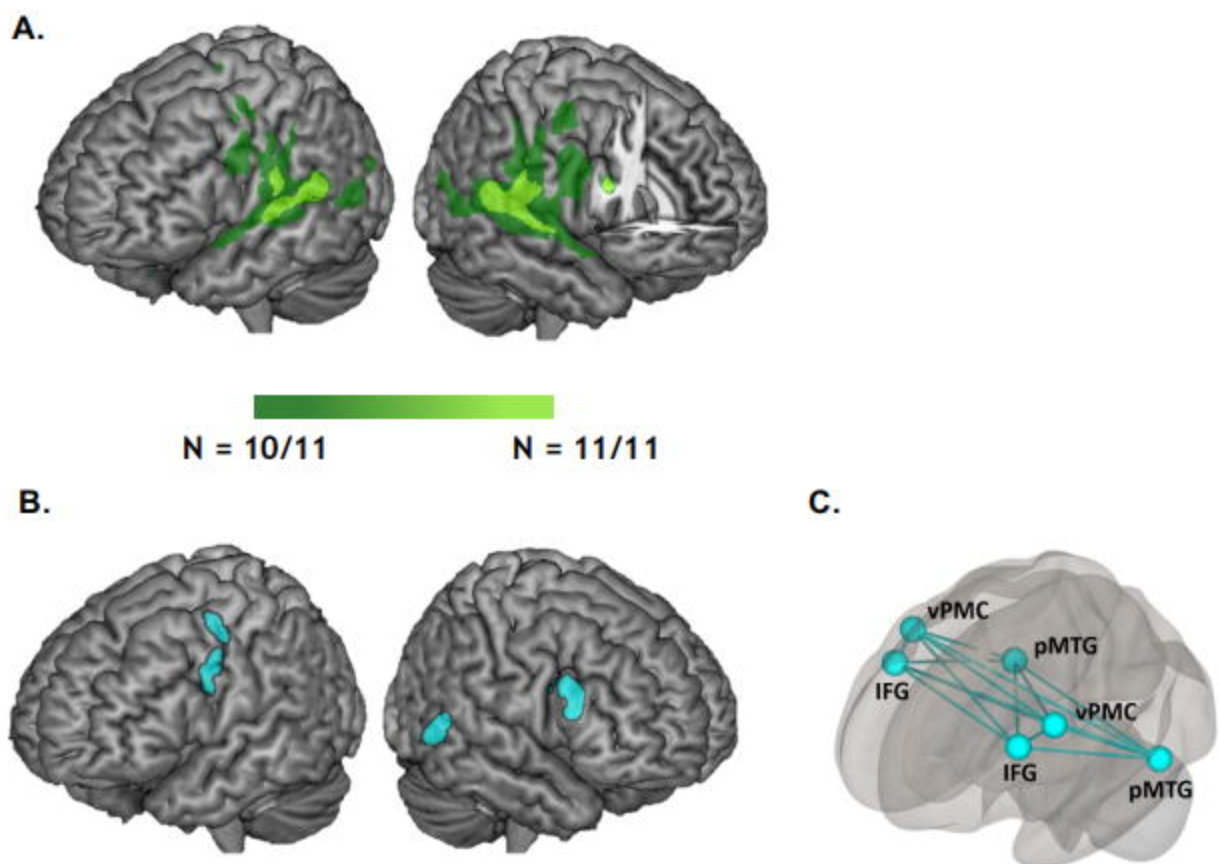 A.
N = 10/11 N = 11/11
B.
C.
vPMC
pMTG
IFG
vPMC
IFG
pMTG